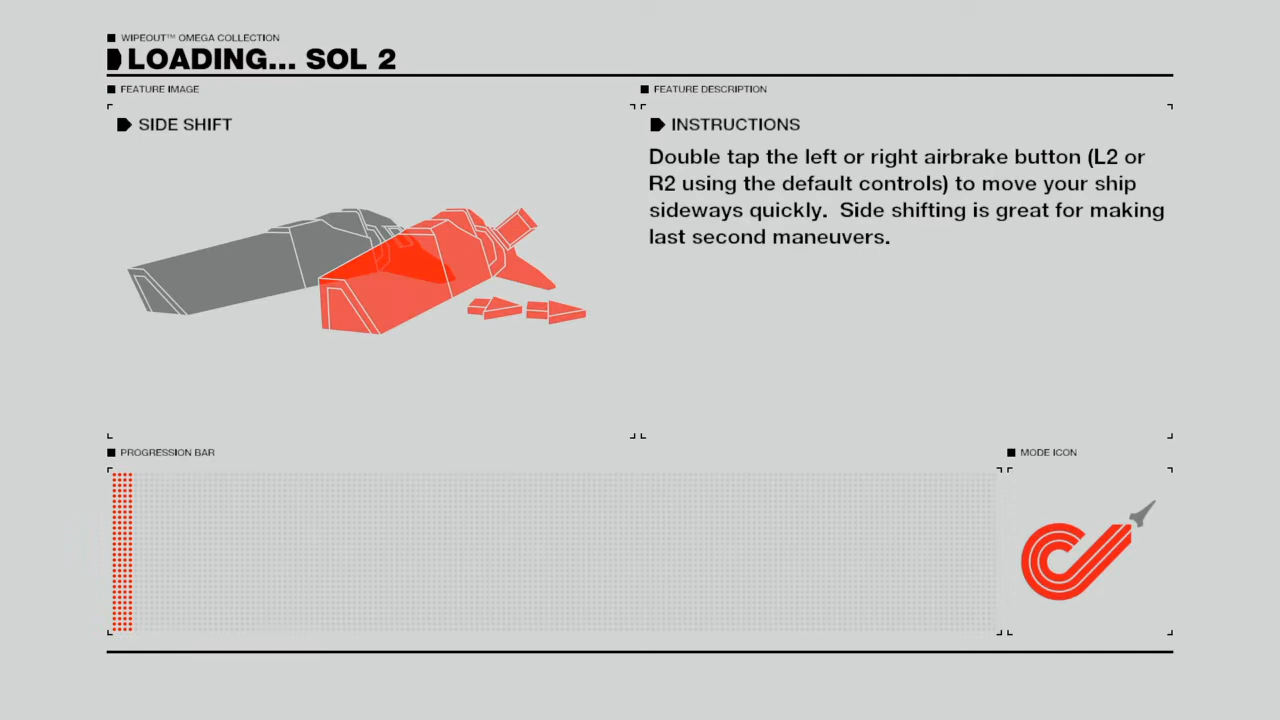 WIPEOUT™ OMEGA COLLECTION
LOADING... SOL 2
FEATURE IMAGE
SIDE SHIFT
FEATURE DESCRIPTION
INSTRUCTIONS
Double tap the left or right airbrake button (L2 or
R2 using the default controls) to move your ship
sideways quickly.  Side shifting is great for making
last second maneuvers.
PROGRESSION BAR
MODE ICON